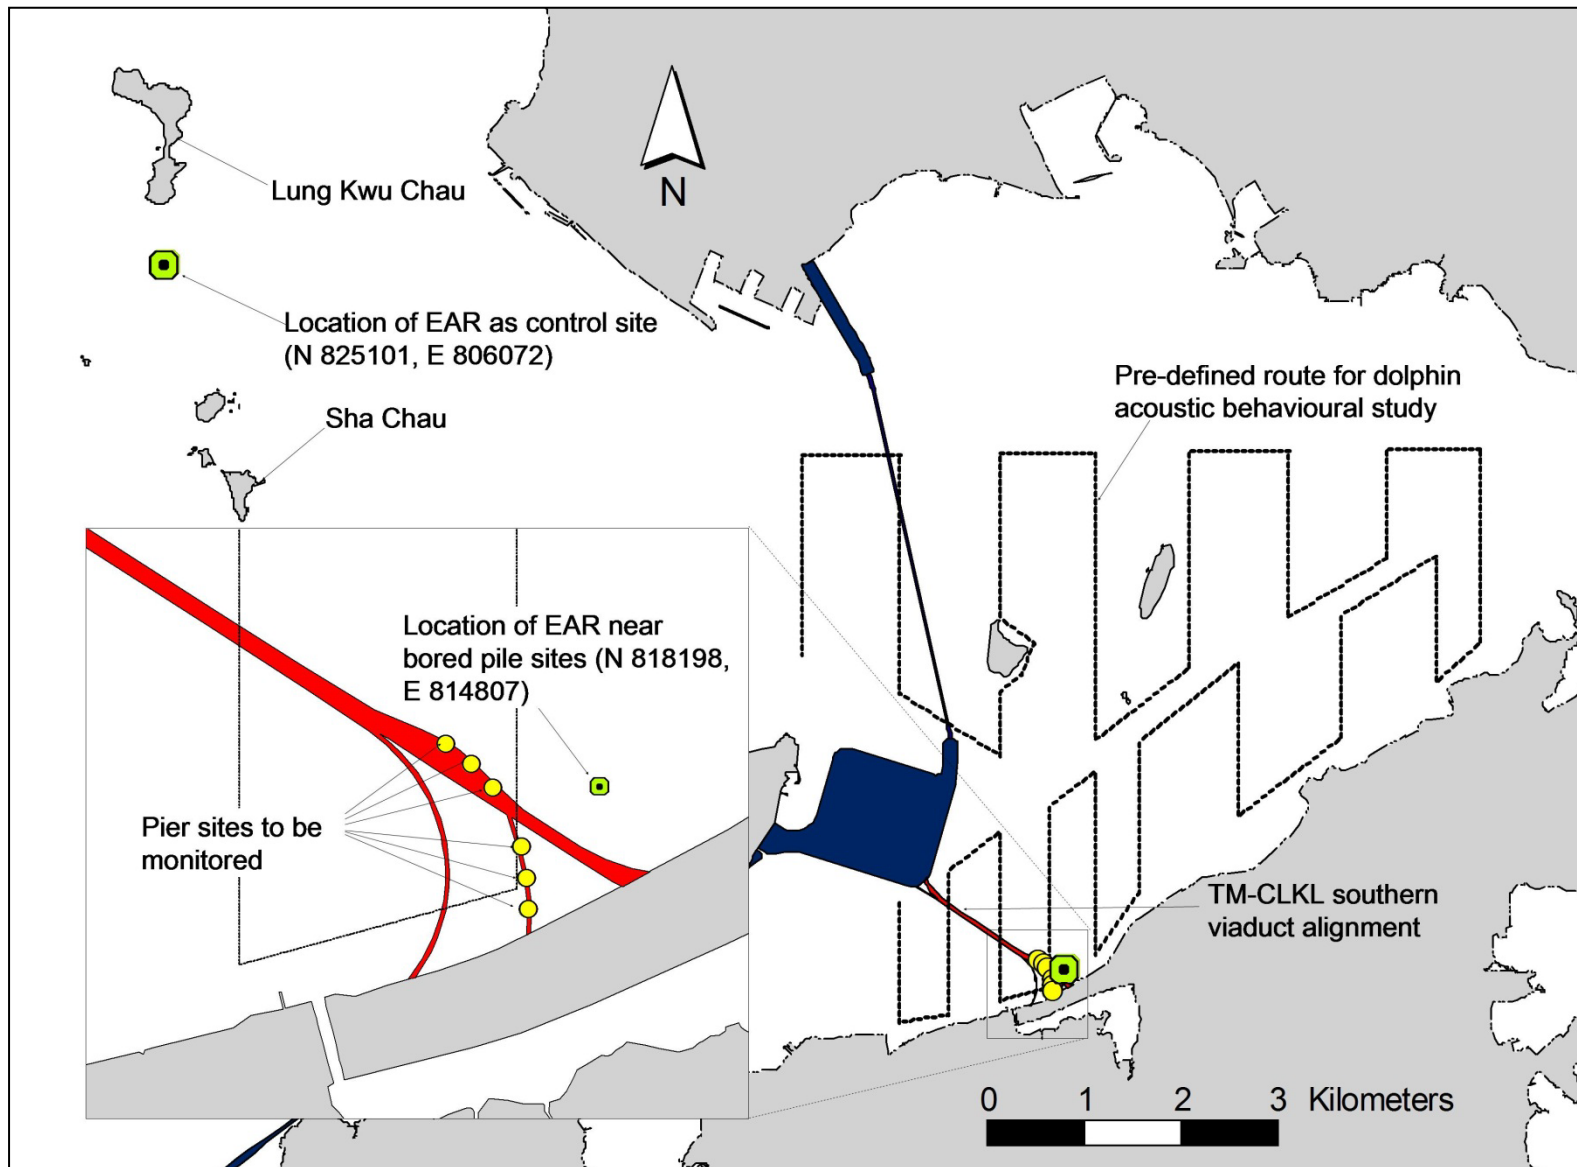 N
Lung Kwu Chau
Location of EAR as control site
(N 825101, E 806072)
Sha Chau
Pre-defined route for dolphin
acoustic behavioural study
Location of EAR near
bored pile sites (N 818198,
E 814807)
Pier sites to be
monitored
TM-CLKL southern
viaduct alignment
0 1 2 3 Kilometers